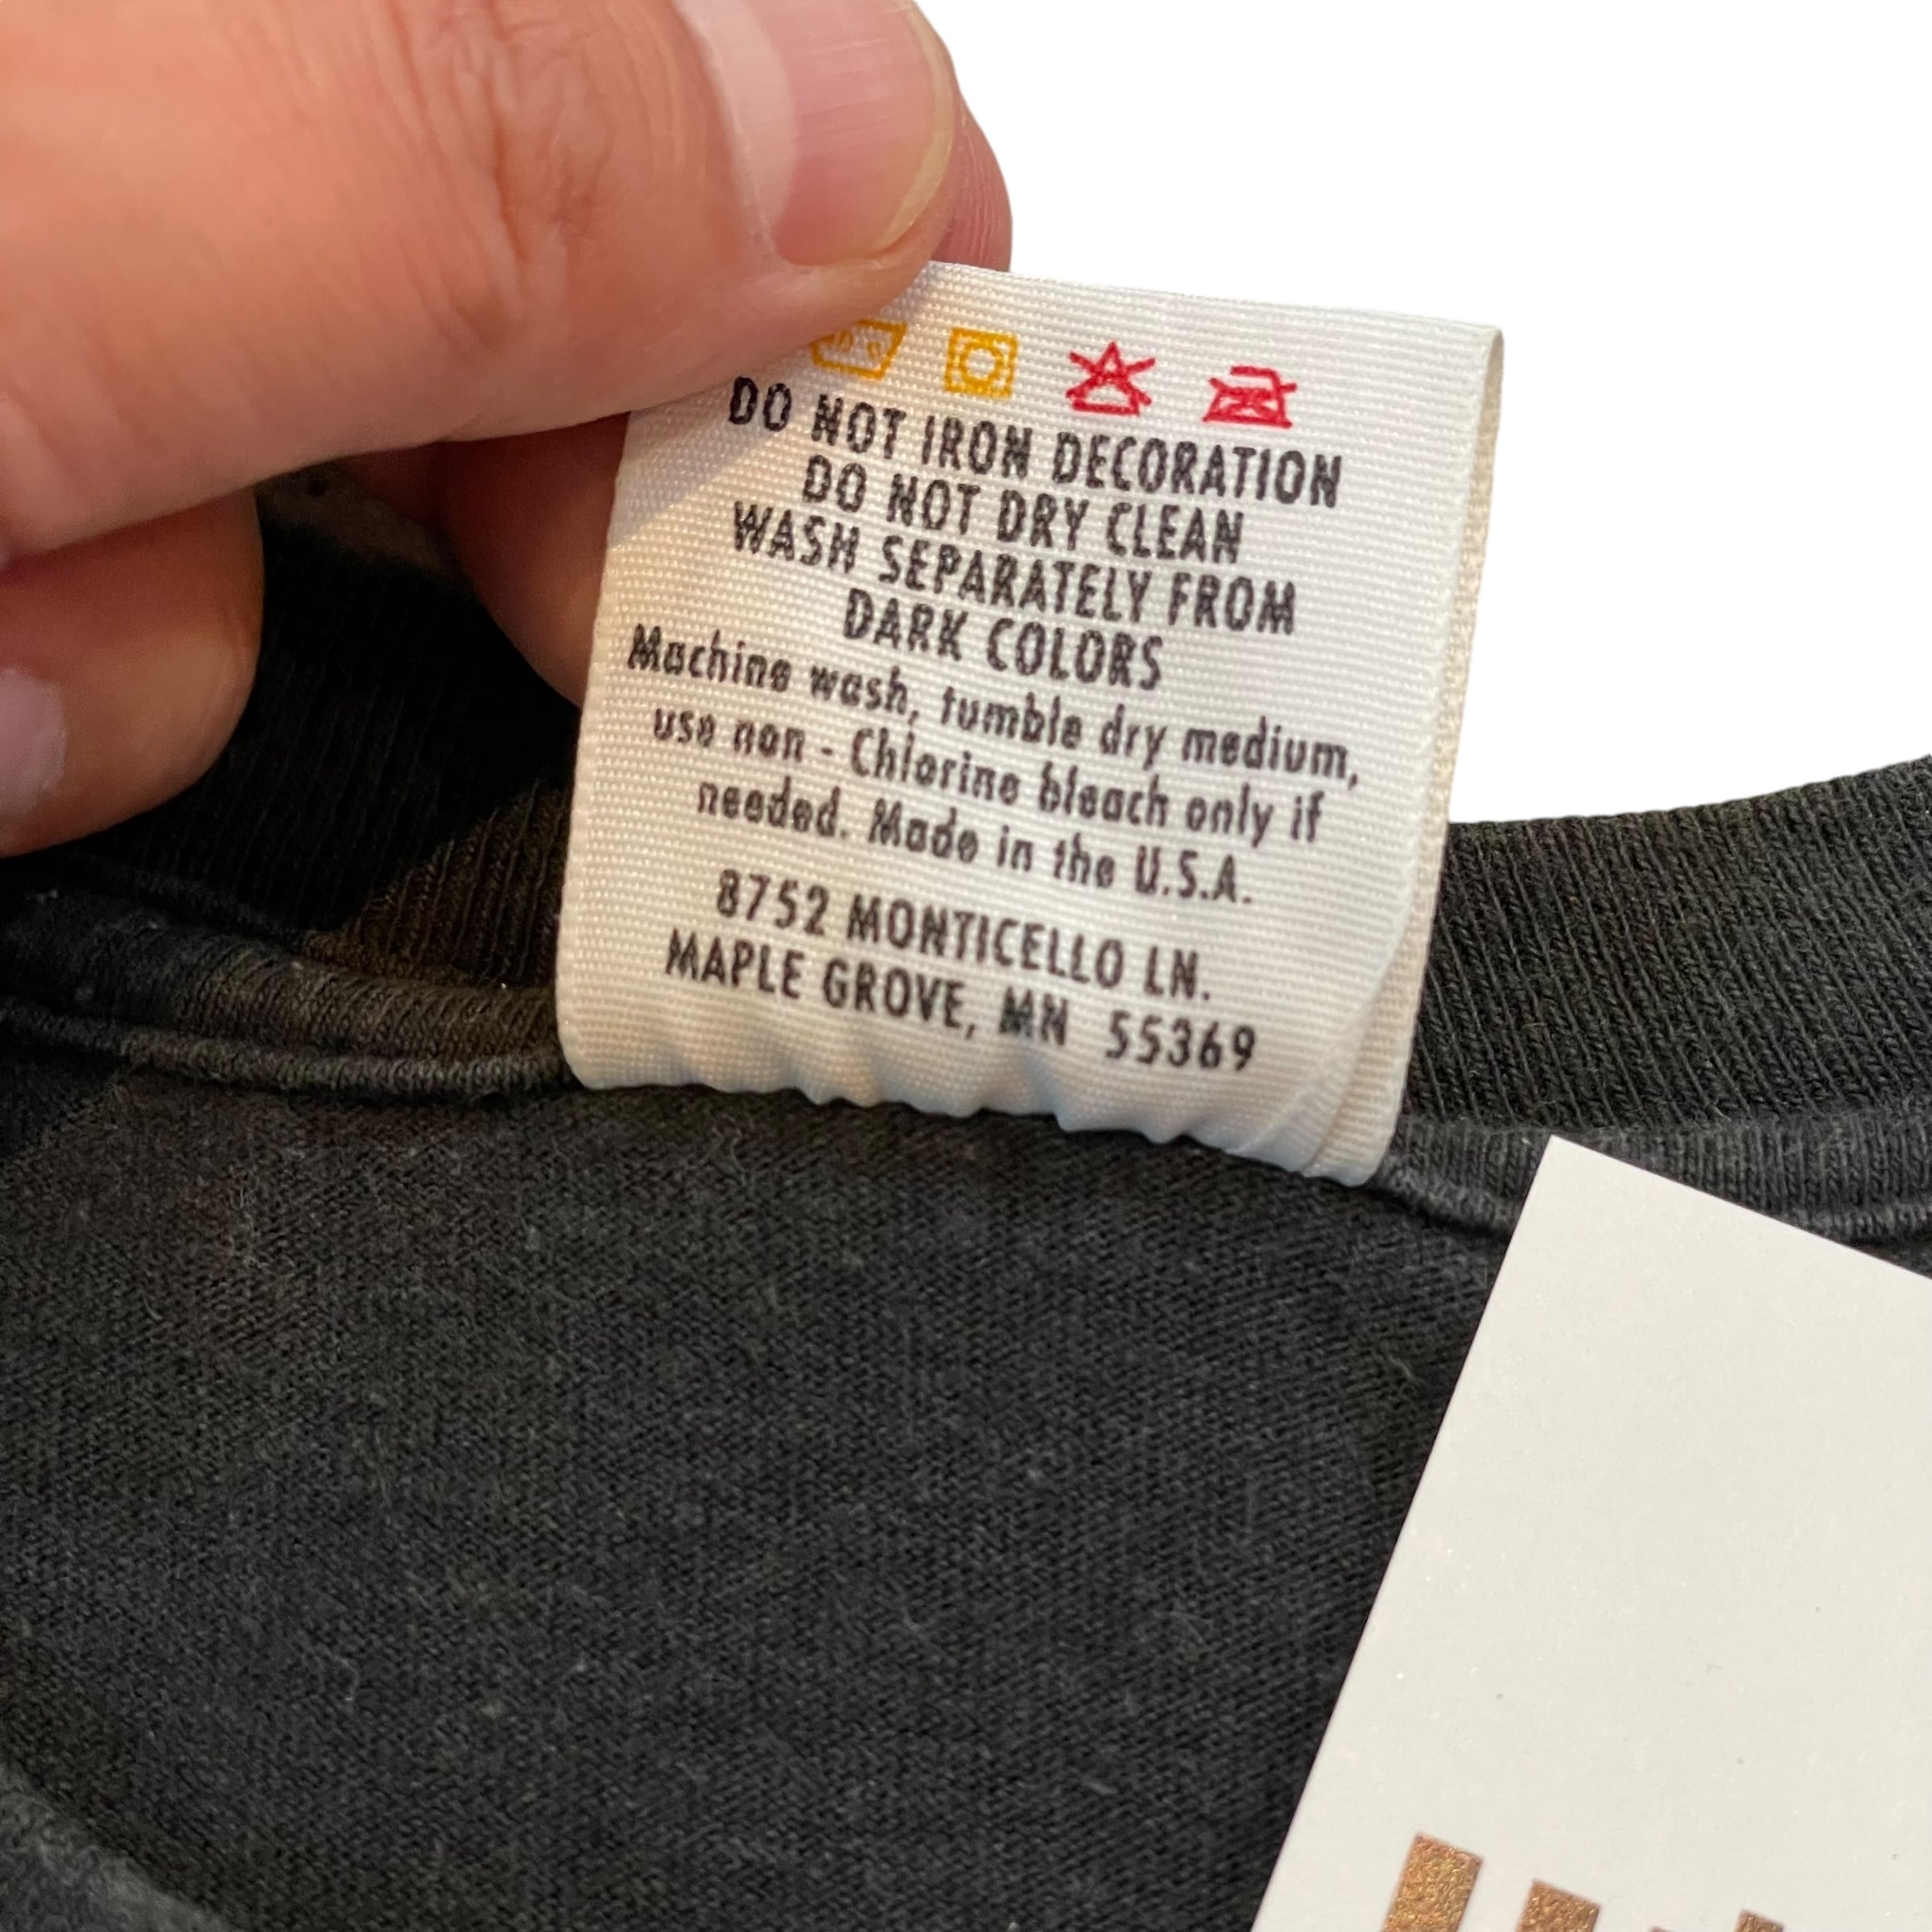 DO NOT IRON DECORATION
DO NOT DRY CLEAN
WASH SEPARATELY FROM
DARK COLORS
Machine wash, tumble dry medium,
use non - Chlorine bleach only if
needed. Made in the U.S.A.
8752 MONTICELLO LN.
MAPLE GROVE, MN 55369